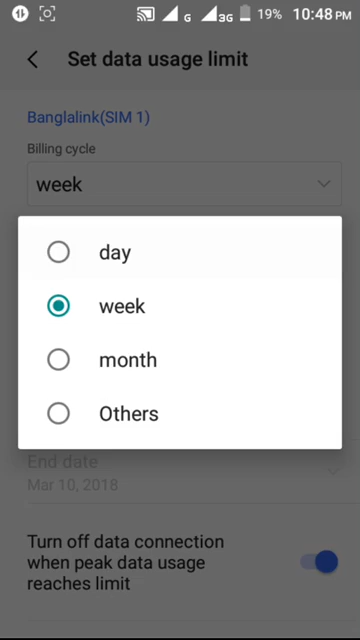 G 3G 19% 10:48 PM
Set data usage limit
Banglalink(SIM 1)
Billing cycle
week
day
week
month
Others
End date
Mar 10, 2018
Turn off data connection
when peak data usage
reaches limit